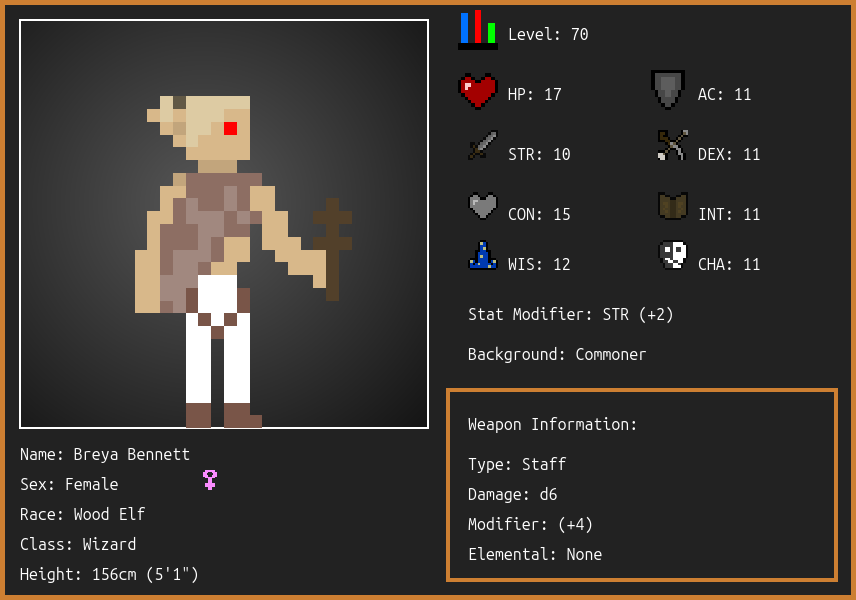 Level: 70
HP: 17
AC: 11
STR: 10
DEX: 11
CON: 15
INT: 11
WIS: 12
CHA: 11
Stat Modifier: STR (+2)
Background: Commoner
Weapon Information:
Type: Staff
Damage: d6
Modifier: (+4)
Elemental: None
Name: Breya Bennett
Sex: Female
Race: Wood Elf
Class: Wizard
Height: 156cm (5'1")